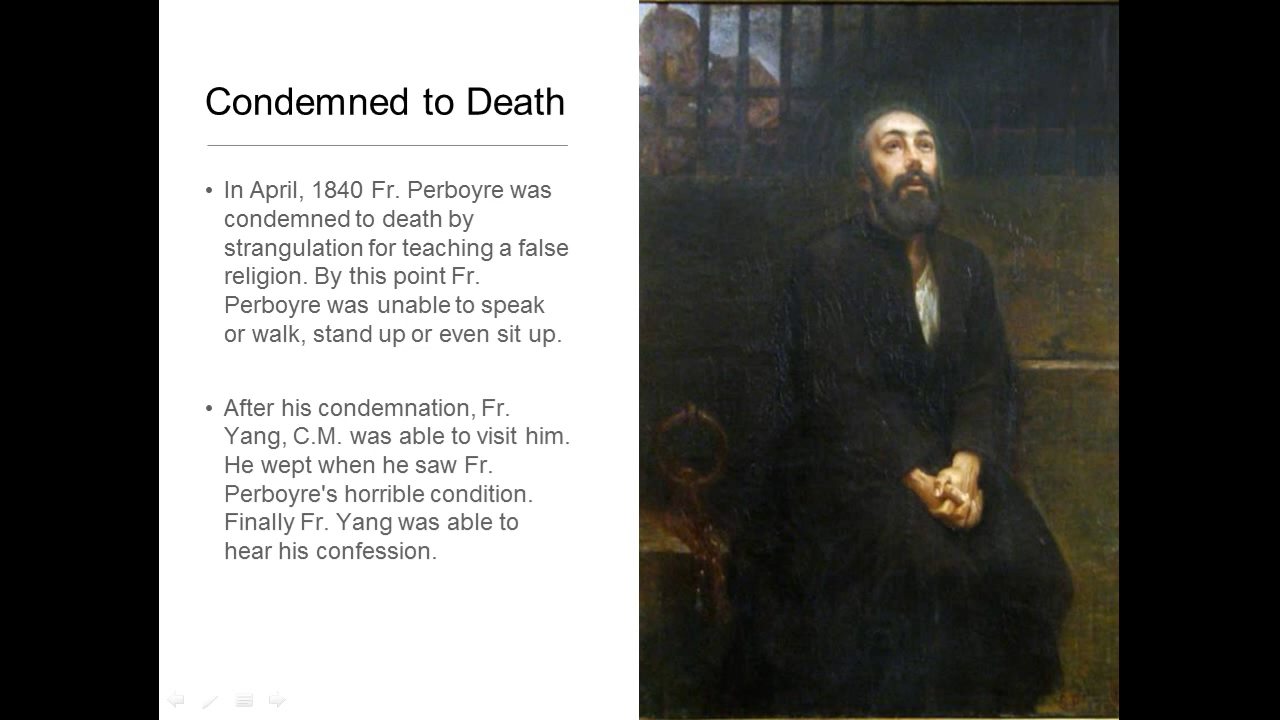 Condemned to Death
• In April, 1840 Fr. Perboyre was
condemned to death by
strangulation for teaching a false
religion. By this point Fr.
Perboyre was unable to speak
or walk, stand up or even sit up.
• After his condemnation, Fr.
Yang, C.M. was able to visit him.
He wept when he saw Fr.
Perboyre's horrible condition.
Finally Fr. Yang was able to
hear his confession.